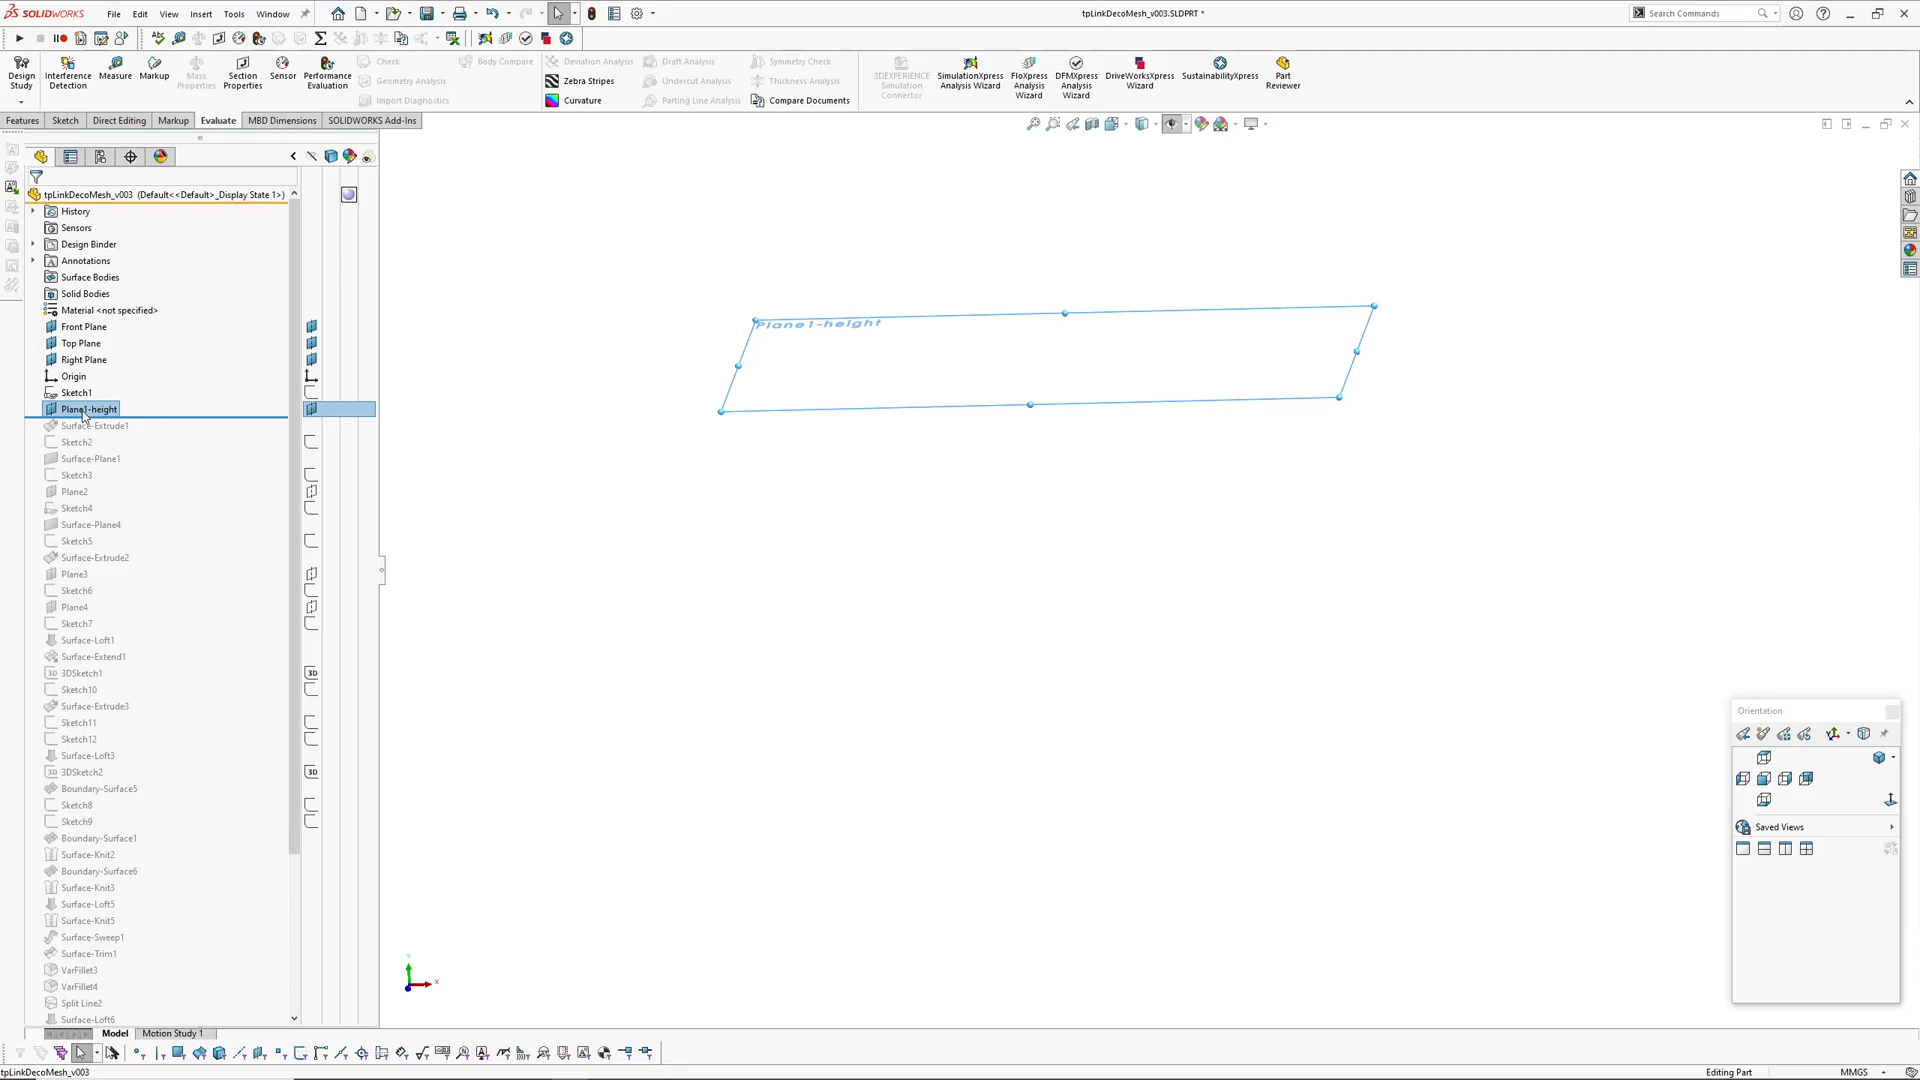 SOLIDWORKS
File
Edit
View
Insert
Tools
Window
tpLinkDecoMesh_v003.SLDPRT *
Search Commands
Design Study
Interference Detection
Measure
Markup
Mass Properties
Section Properties
Sensor
Performance Evaluation
Check
Geometry Analysis
Import Diagnostics
Body Compare
Deviation Analysis
Zebra Stripes
Curvature
Draft Analysis
Undercut Analysis
Parting Line Analysis
Symmetry Check
Thickness Analysis
Compare Documents
3DEXPERIENCE Simulation Connector
SimulationXpress Analysis Wizard
FloXpress Analysis Wizard
DFMXpress Analysis Wizard
DriveWorksXpress Wizard
SustainabilityXpress
Part Reviewer
Features
Sketch
Direct Editing
Markup
Evaluate
MBD Dimensions
SOLIDWORKS Add-Ins
tpLinkDecoMesh_v003 (Default<<Default>_Display State 1>)
History
Sensors
Design Binder
Annotations
Surface Bodies
Solid Bodies
Material <not specified>
Front Plane
Top Plane
Right Plane
Origin
Sketch1
Plane1-height
Surface-Extrude1
Sketch2
Surface-Plane1
Sketch3
Plane2
Sketch4
Surface-Plane4
Sketch5
Surface-Extrude2
Plane3
Sketch6
Plane4
Sketch7
Surface-Loft1
Surface-Extend1
3DSketch1
Sketch10
Surface-Extrude3
Sketch11
Sketch12
Surface-Loft3
3DSketch2
Boundary-Surface5
Sketch8
Sketch9
Boundary-Surface1
Surface-Knit2
Boundary-Surface6
Surface-Knit3
Surface-Loft5
Surface-Knit5
Surface-Sweep1
Surface-Trim1
VarFillet3
VarFillet4
Split Line2
Surface-Loft6
Plane1-height
Orientation
Saved Views
Model
Motion Study 1
tpLinkDecoMesh_v003
Editing Part
MMGS